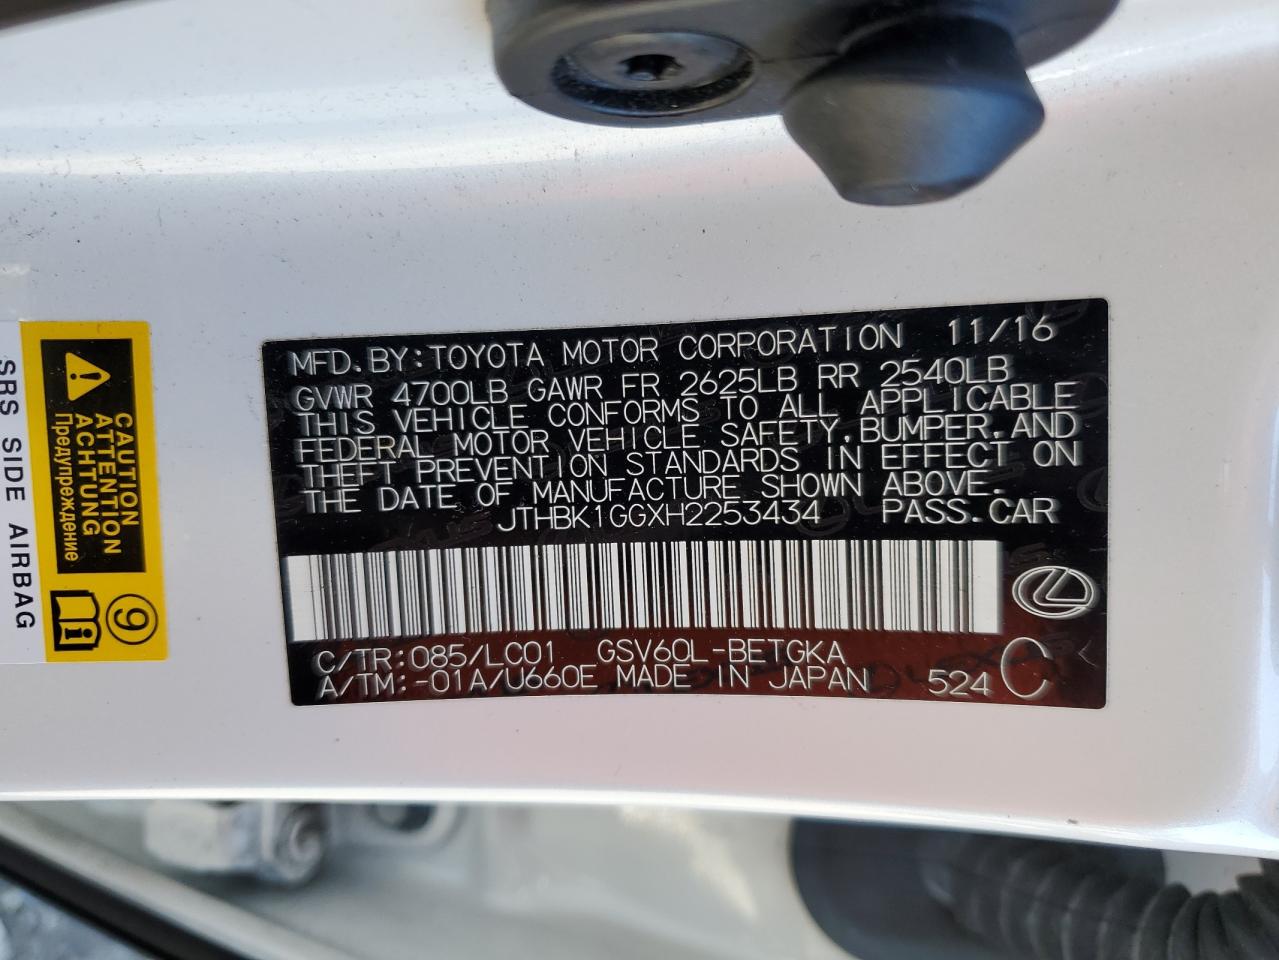 MFD.BY:TOYOTA MOTOR CORPORATION 11/16
GVWR 4700LB GAWR FR 2625LB RR 2540LB
THIS VEHICLE CONFORMS TO ALL APPLICABLE
FEDERAL MOTOR VEHICLE SAFETY,BUMPER,AND
THEFT PREVENTION STANDARDS IN EFFECT ON
THE DATE OF MANUFACTURE SHOWN ABOVE.
JTHBK1GGXH2253434 PASS.CAR
C/TR:085/LC01 GSV60L-BETGKA
A/TM:-01A/U660E MADE IN JAPAN 524 C
CAUTION
ATTENTION
ACHTUNG
Предупреждение
i 9
SRS SIDE AIRBAG